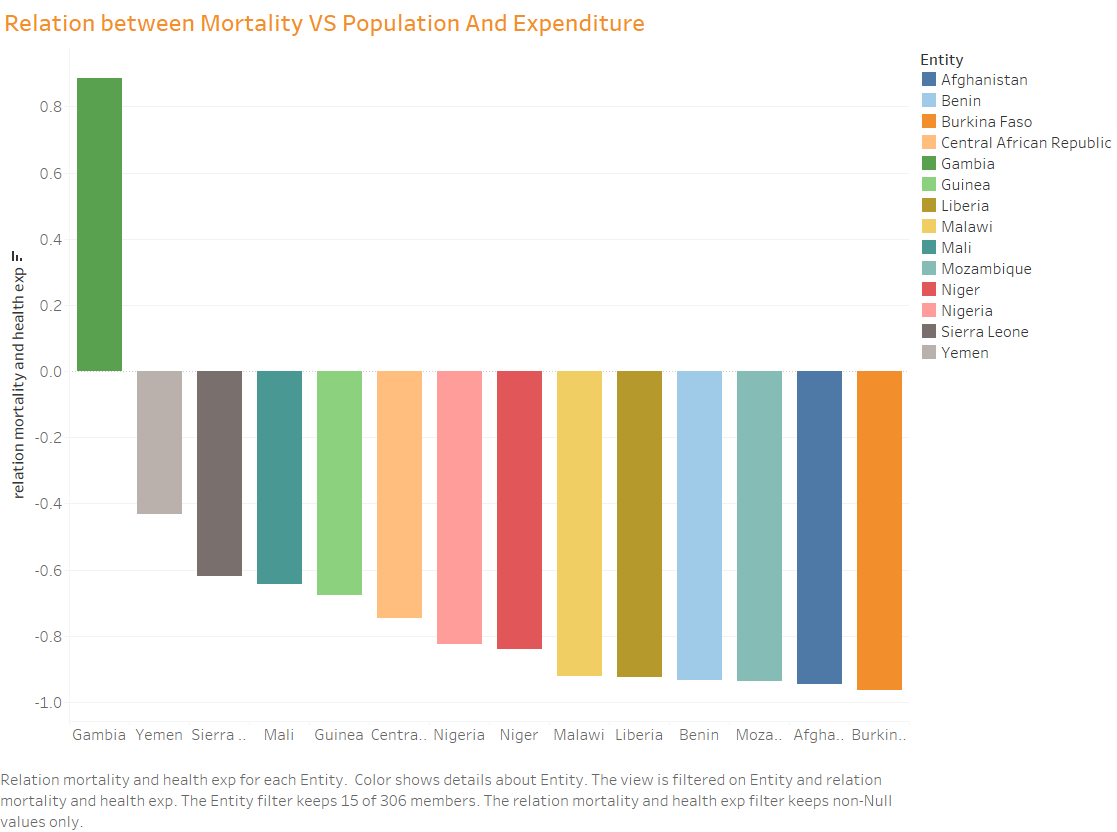 Relation between Mortality VS Population And Expenditure
relation mortality and health exp
0.8
0.6
0.4
0.2
0.0
-0.2
-0.4
-0.6
-0.8
-1.0
Gambia Yemen Sierra .. Mali Guinea Centra.. Nigeria Niger Malawi Liberia Benin Moza.. Afgha.. Burkin..
Entity
Afghanistan
Benin
Burkina Faso
Central African Republic
Gambia
Guinea
Liberia
Malawi
Mali
Mozambique
Niger
Nigeria
Sierra Leone
Yemen
Relation mortality and health exp for each Entity.  Color shows details about Entity. The view is filtered on Entity and relation
mortality and health exp. The Entity filter keeps 15 of 306 members. The relation mortality and health exp filter keeps non-Null
values only.